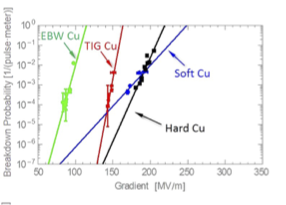 Breakdown Probability [1/(pulse·meter)]
10^0
10^-1
10^-2
10^-3
10^-4
10^-5
10^-6
10^-7
EBW Cu
TIG Cu
Soft Cu
Hard Cu
50 100 150 200 250 300 350
Gradient [MV/m]